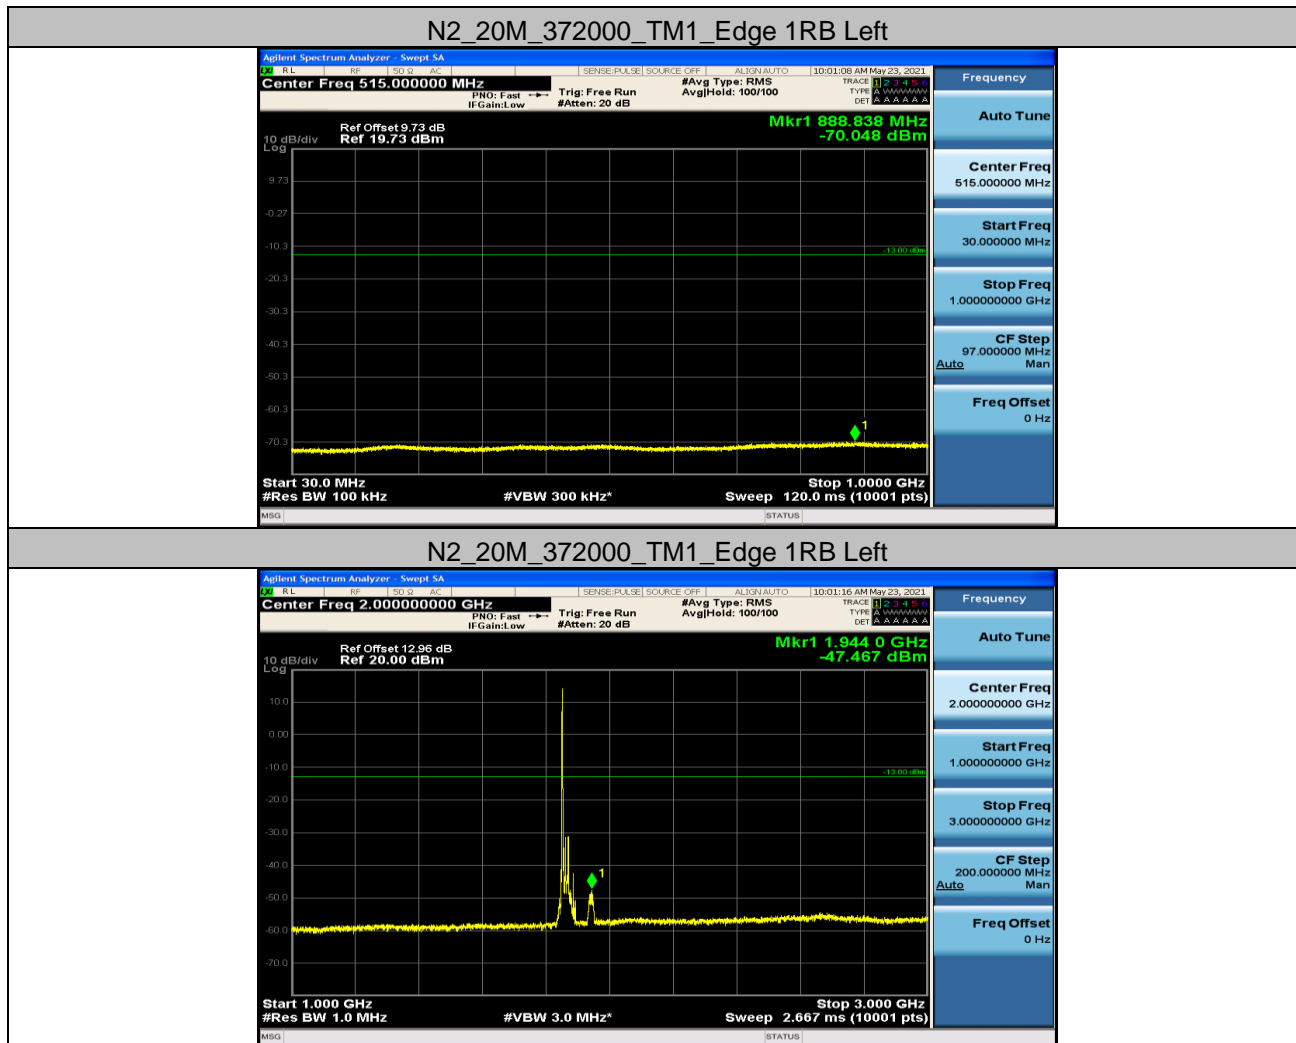 N2_20M_372000_TM1_Edge 1RB Left
Agilent Spectrum Analyzer - Swept SA
LXI RL RF 50 Ω AC SENSE:PULSE SOURCE OFF ALIGN AUTO 10:01:08 AM May 23, 2021
Center Freq 515.000000 MHz
PNO: Fast
IFGain:Low
Trig: Free Run
#Atten: 20 dB
#Avg Type: RMS
Avg|Hold: 100/100
TRACE 1 2 3 4 5 6
TYPE A WWWWW
DET A A A A A A
Frequency
Mkr1 888.838 MHz
-70.048 dBm
Ref Offset 9.73 dB
10 dB/div Ref 19.73 dBm
Log
9.73
-0.27
-10.3
-13.00 dBm
-20.3
-30.3
-40.3
-50.3
-60.3
-70.3
1
Start 30.0 MHz Stop 1.0000 GHz
#Res BW 100 kHz #VBW 300 kHz* Sweep 120.0 ms (10001 pts)
MSG STATUS
Auto Tune
Center Freq
515.000000 MHz
Start Freq
30.000000 MHz
Stop Freq
1.000000000 GHz
CF Step
97.000000 MHz
Auto Man
Freq Offset
0 Hz
N2_20M_372000_TM1_Edge 1RB Left
Agilent Spectrum Analyzer - Swept SA
LXI RL RF 50 Ω AC SENSE:PULSE SOURCE OFF ALIGN AUTO 10:01:16 AM May 23, 2021
Center Freq 2.000000000 GHz
PNO: Fast
IFGain:Low
Trig: Free Run
#Atten: 20 dB
#Avg Type: RMS
Avg|Hold: 100/100
TRACE 1 2 3 4 5 6
TYPE A WWWWW
DET A A A A A A
Frequency
Mkr1 1.944 0 GHz
-47.467 dBm
Ref Offset 12.96 dB
10 dB/div Ref 20.00 dBm
Log
10.0
0.00
-10.0
-13.00 dBm
-20.0
-30.0
-40.0
-50.0
-60.0
-70.0
1
Start 1.000 GHz Stop 3.000 GHz
#Res BW 1.0 MHz #VBW 3.0 MHz* Sweep 2.667 ms (10001 pts)
MSG STATUS
Auto Tune
Center Freq
2.000000000 GHz
Start Freq
1.000000000 GHz
Stop Freq
3.000000000 GHz
CF Step
200.000000 MHz
Auto Man
Freq Offset
0 Hz